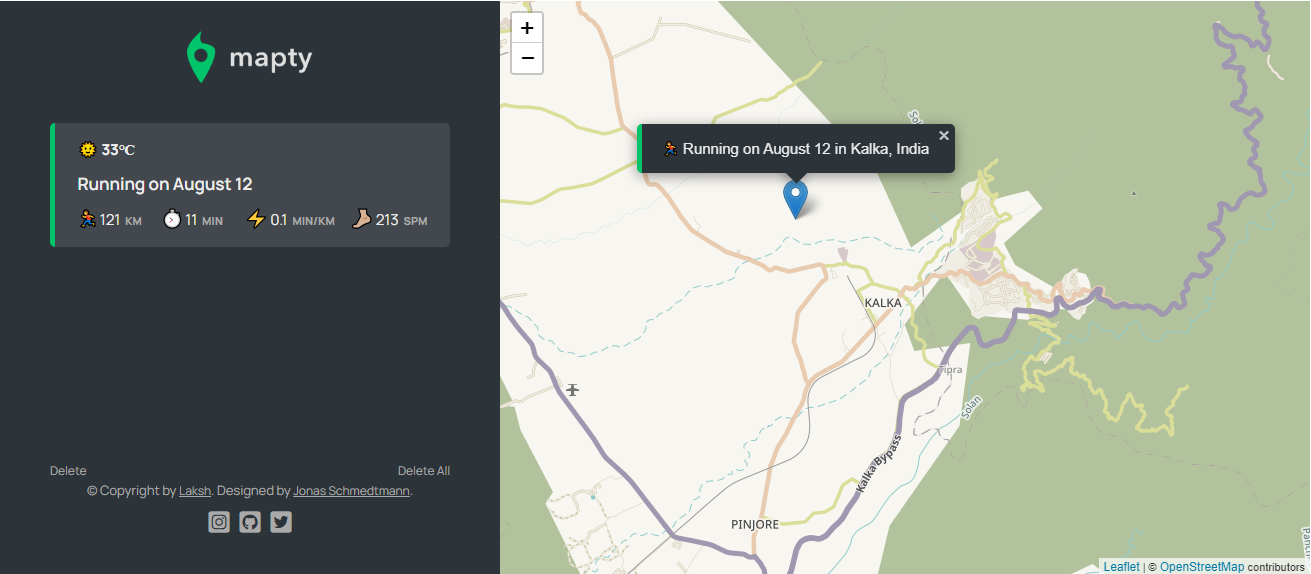 mapty
33°C
Running on August 12
121 KM 11 MIN 0.1 MIN/KM 213 SPM
Delete Delete All
© Copyright by Laksh. Designed by Jonas Schmedtmann.
+
−
Running on August 12 in Kalka, India
×
KALKA
Tipra
Solan
Kalka Bypass
PINJORE
Leaflet | © OpenStreetMap contributors